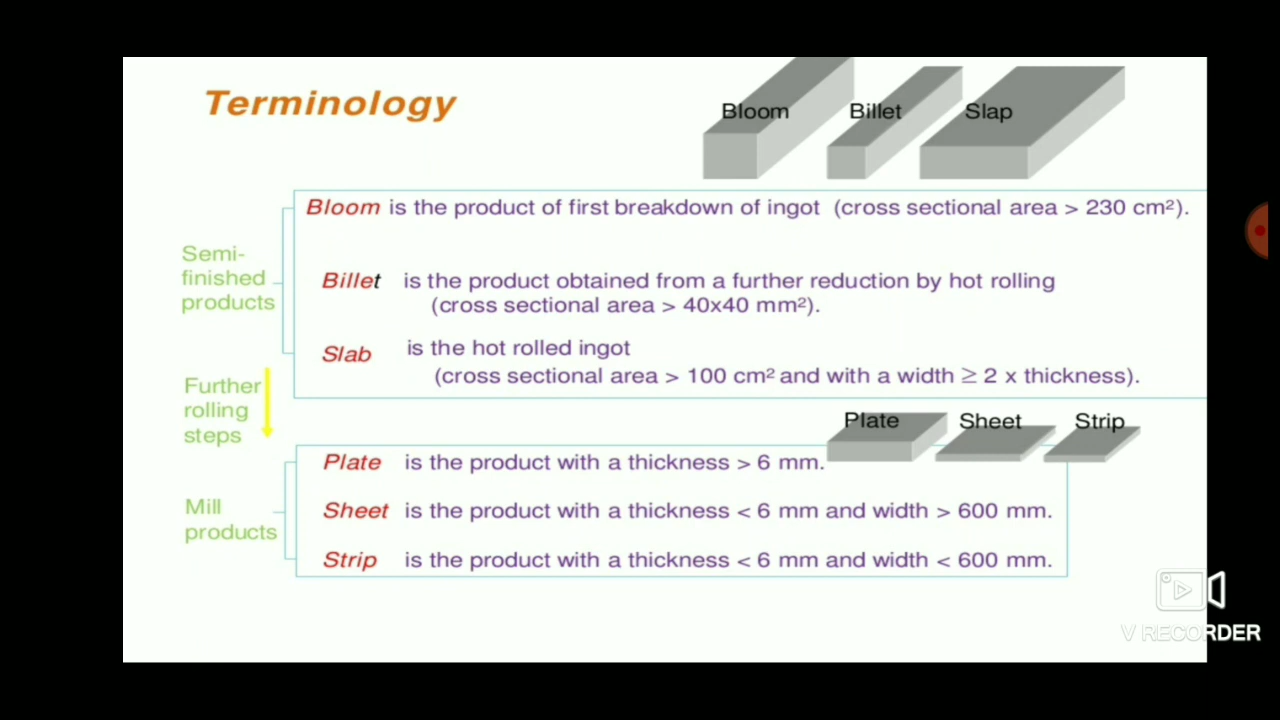 Terminology
Bloom Billet Slap
Bloom is the product of first breakdown of ingot (cross sectional area > 230 cm²).
Semi-
finished
products
Billet is the product obtained from a further reduction by hot rolling
(cross sectional area > 40x40 mm²).
Slab is the hot rolled ingot
(cross sectional area > 100 cm² and with a width ≥ 2 x thickness).
Further
rolling
steps
Plate Sheet Strip
Plate is the product with a thickness > 6 mm.
Mill
products
Sheet is the product with a thickness < 6 mm and width > 600 mm.
Strip is the product with a thickness < 6 mm and width < 600 mm.
V RECORDER